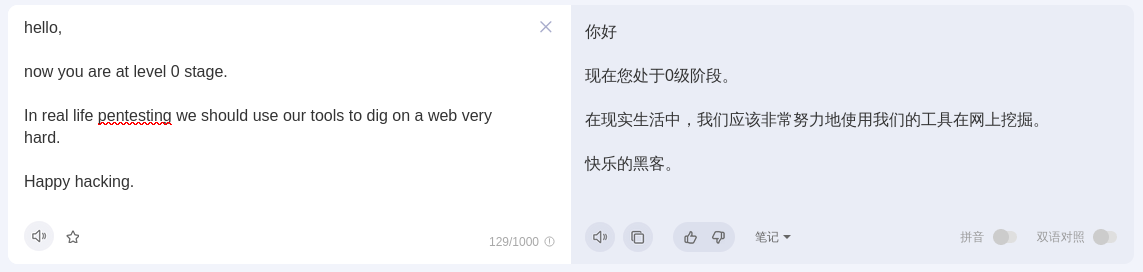 hello,
now you are at level 0 stage.
In real life pentesting we should use our tools to dig on a web very
hard.
Happy hacking.
129/1000
你好
现在您处于0级阶段。
在现实生活中，我们应该非常努力地使用我们的工具在网上挖掘。
快乐的黑客。
笔记
拼音
双语对照